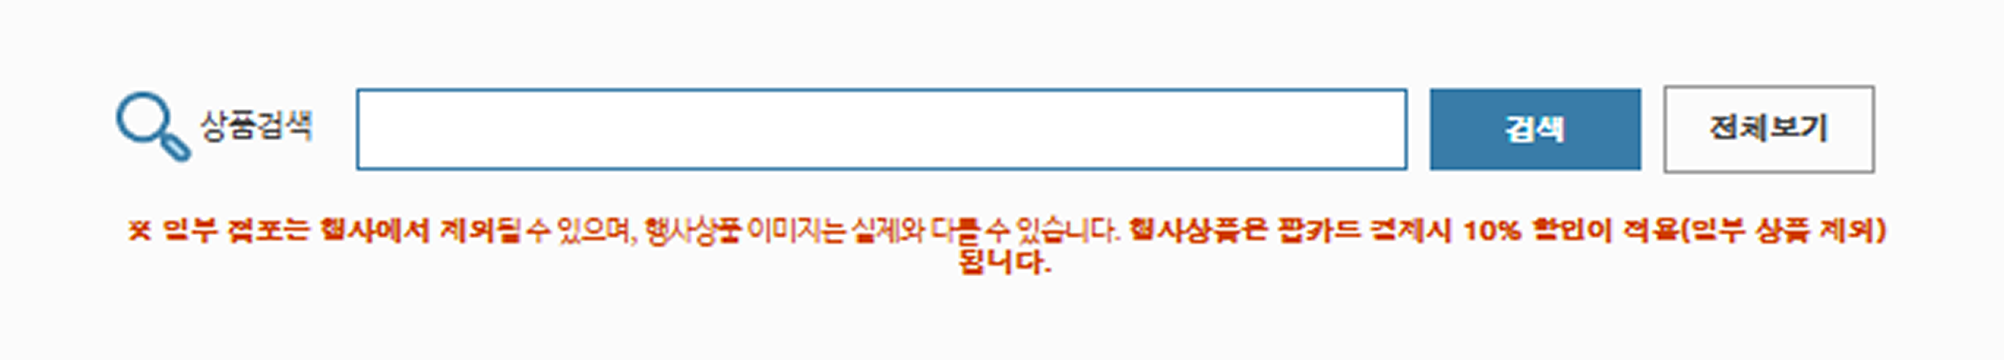 상품검색
검색
전체보기
※ 일부 점포는 행사에서 제외될 수 있으며, 행사상품 이미지는 실제와 다를 수 있습니다. 행사상품은 팝카드 결제시 10% 할인이 적용(일부 상품 제외)
됩니다.